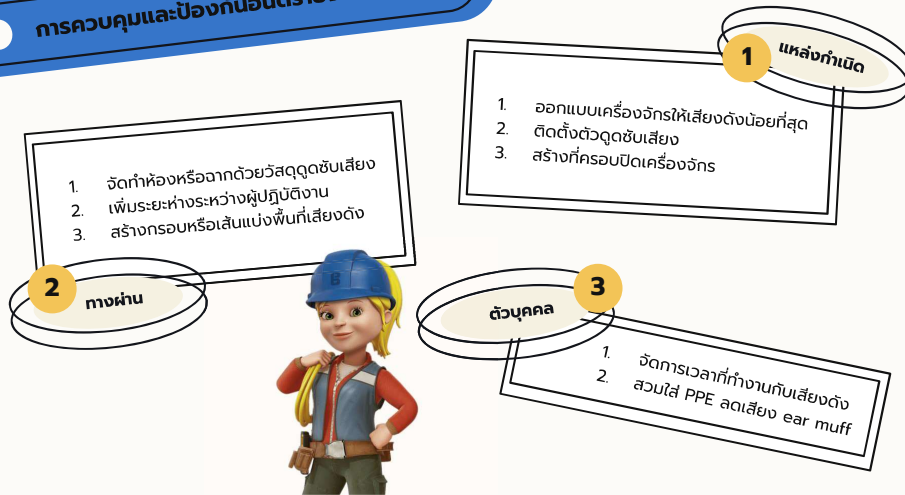 การควบคุมและป้องกันอันตราย
1 แหล่งกำเนิด
1. ออกแบบเครื่องจักรให้เสียงดังน้อยที่สุด
2. ติดตั้งตัวดูดซับเสียง
3. สร้างที่ครอบปิดเครื่องจักร
1. จัดทำห้องหรือฉากด้วยวัสดุดูดซับเสียง
2. เพิ่มระยะห่างระหว่างผู้ปฏิบัติงาน
3. สร้างกรอบหรือเส้นแบ่งพื้นที่เสียงดัง
2 ทางผ่าน
3 ตัวบุคคล
1. จัดการเวลาที่ทำงานกับเสียงดัง
2. สวมใส่ PPE ลดเสียง ear muff